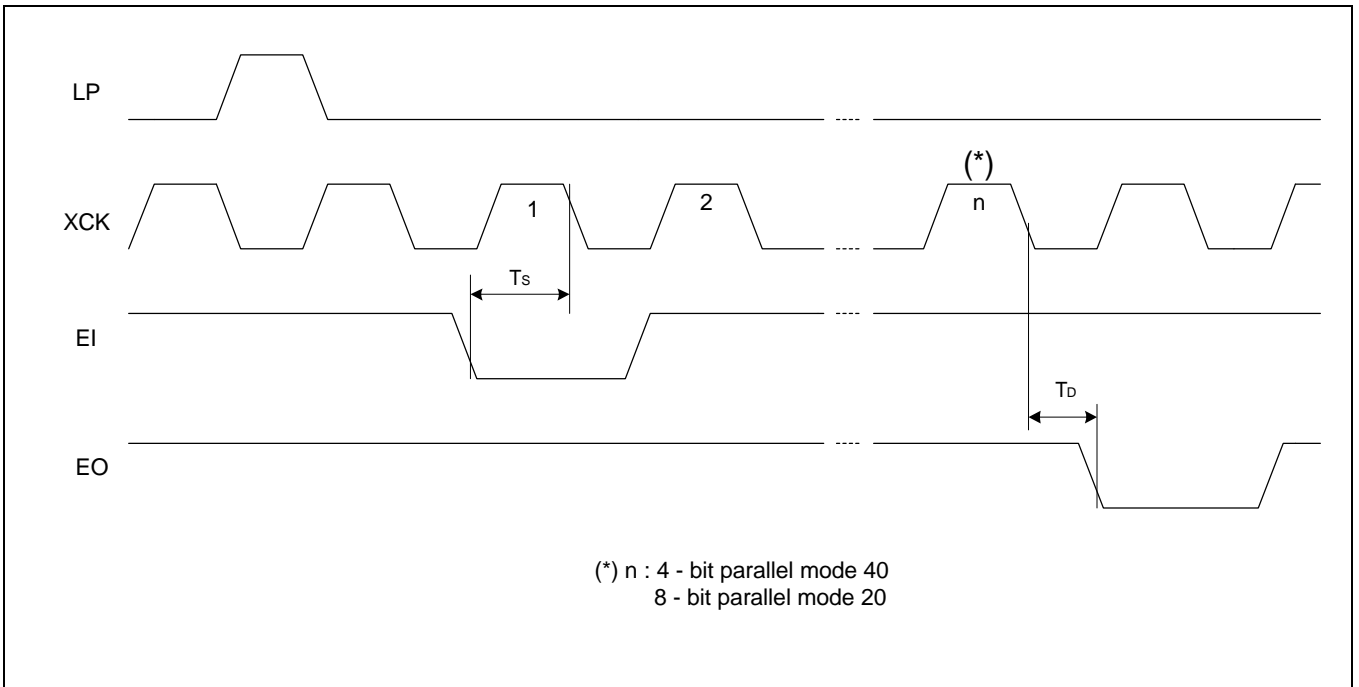 LP
(*)
XCK
1
2
n
Ts
EI
TD
EO
(*) n : 4 - bit parallel mode 40
8 - bit parallel mode 20